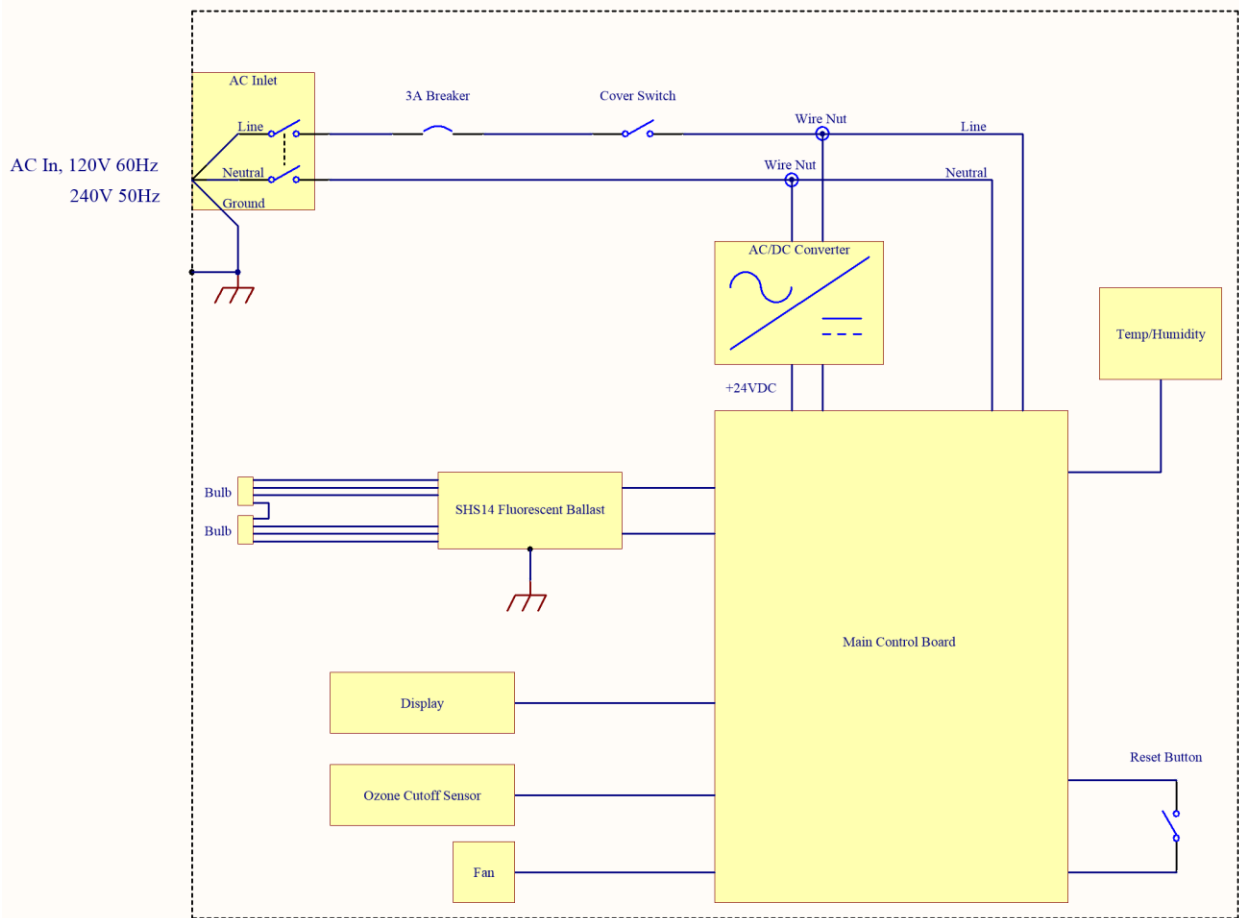 AC Inlet
3A Breaker
Cover Switch
Wire Nut
Line
Line
AC In, 120V 60Hz
240V 50Hz
Neutral
Wire Nut
Neutral
Ground
AC/DC Converter
Temp/Humidity
+24VDC
Bulb
SHS14 Fluorescent Ballast
Bulb
Main Control Board
Display
Reset Button
Ozone Cutoff Sensor
Fan